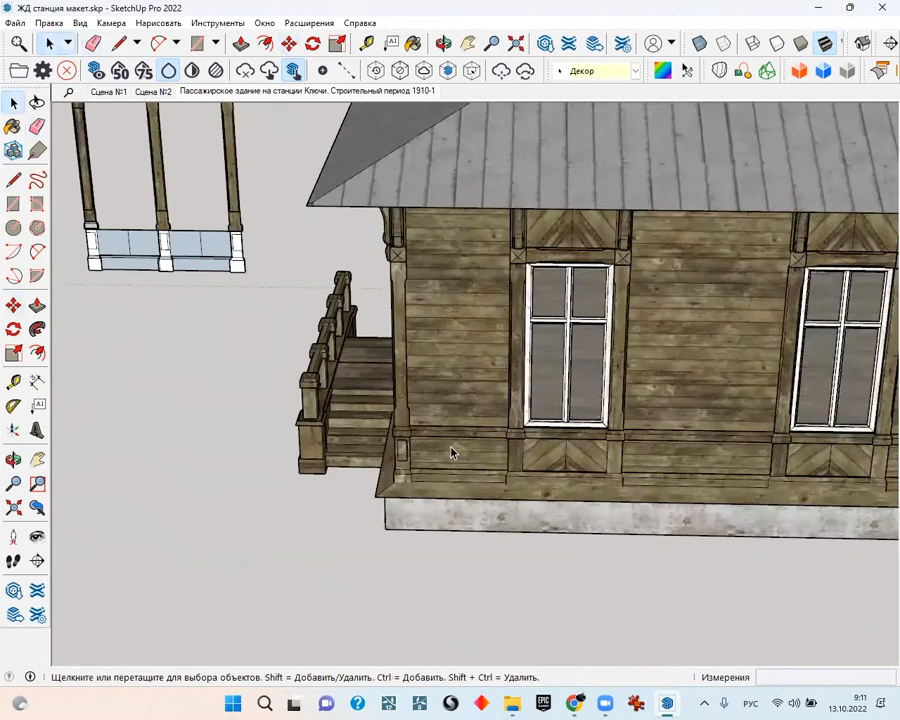 ЖД станция макет.skp - SketchUp Pro 2022
Файл Правка Вид Камера Нарисовать Инструменты Окно Расширения Справка
50 75 Декор
Сцена №1 Сцена №2 Пассажирское здание на станции Ключи. Строительный период 1910-1
Щелкните или перетащите для выбора объектов. Shift = Добавить/Удалить. Ctrl = Добавить. Shift + Ctrl = Удалить. Измерения
РУС 9:11
13.10.2022